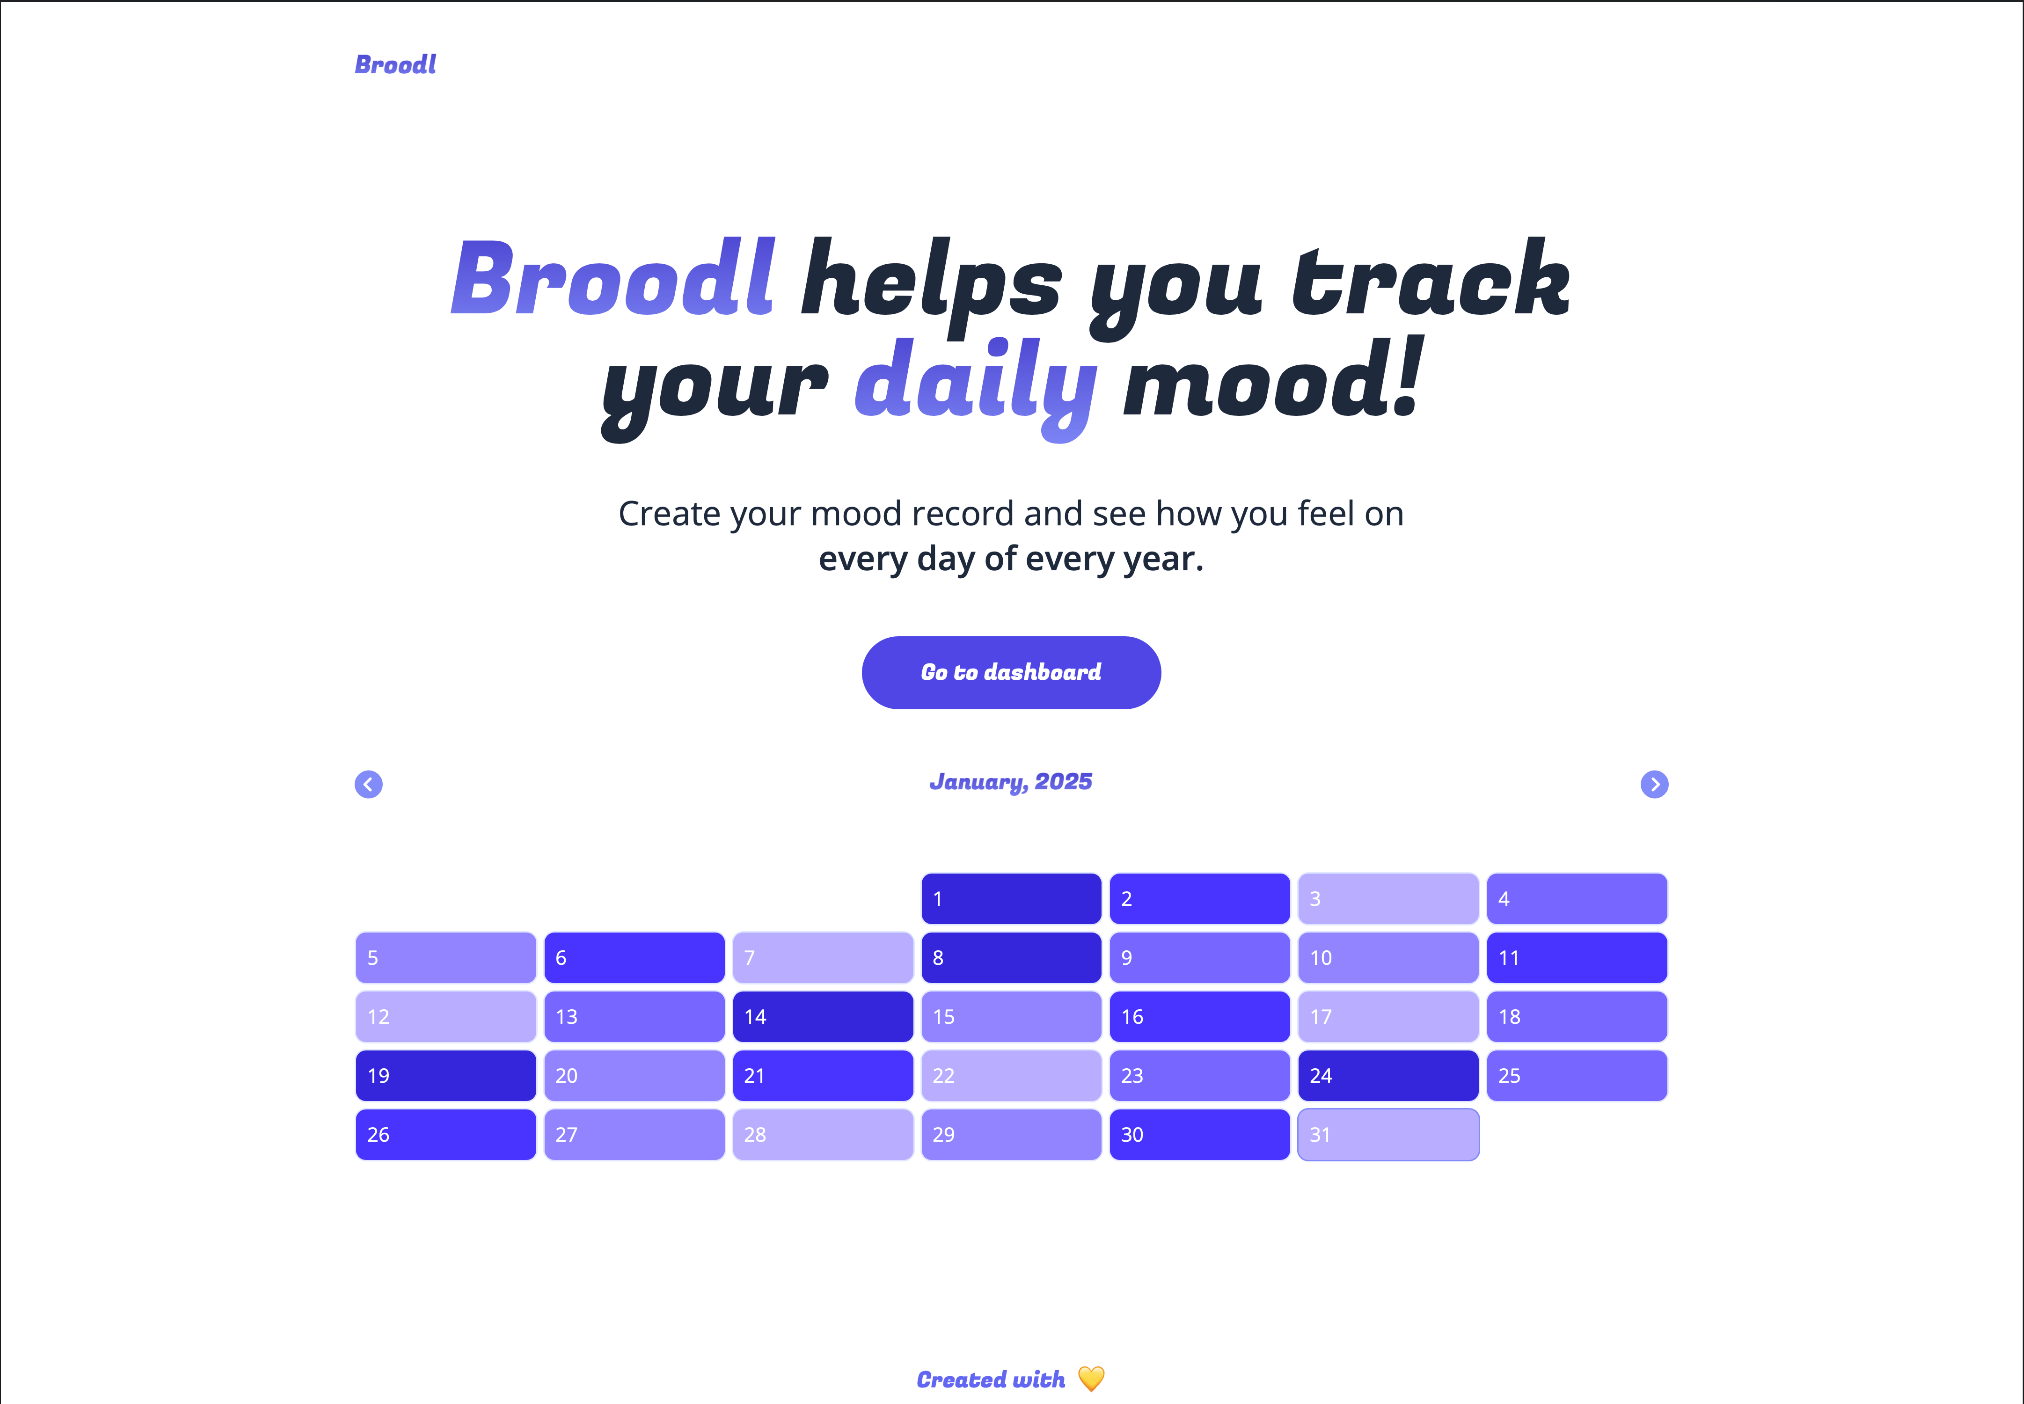 Broodl
Broodl helps you track
your daily mood!
Create your mood record and see how you feel on
every day of every year.
Go to dashboard
January, 2025
1 2 3 4
5 6 7 8 9 10 11
12 13 14 15 16 17 18
19 20 21 22 23 24 25
26 27 28 29 30 31
Created with 💛